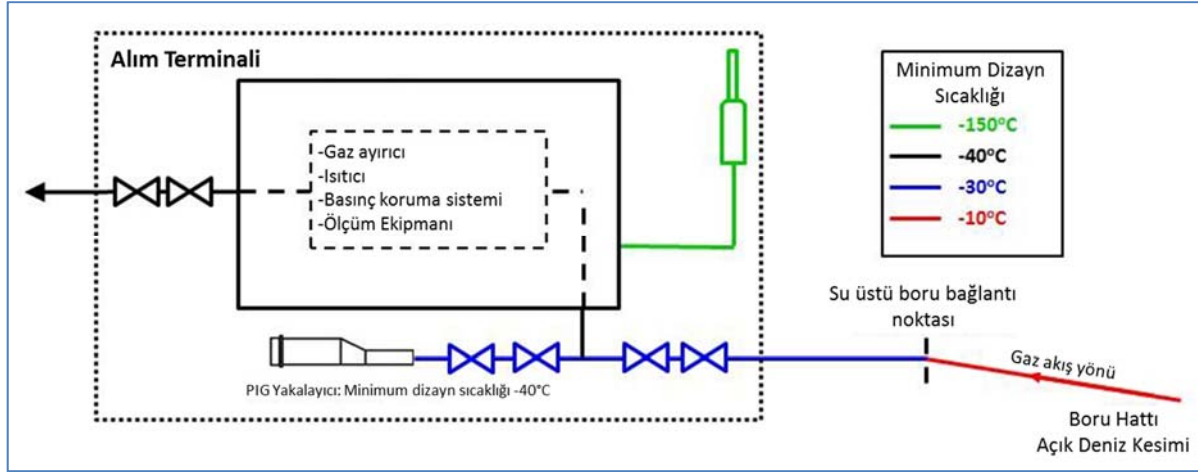 Alım Terminali
-Gaz ayırıcı
-Isıtıcı
-Basınç koruma sistemi
-Ölçüm Ekipmanı
PIG Yakalayıcı: Minimum dizayn sıcaklığı -40°C
Minimum Dizayn
Sıcaklığı
-150°C
-40°C
-30°C
-10°C
Su üstü boru bağlantı
noktası
Gaz akış yönü
Boru Hattı
Açık Deniz Kesimi